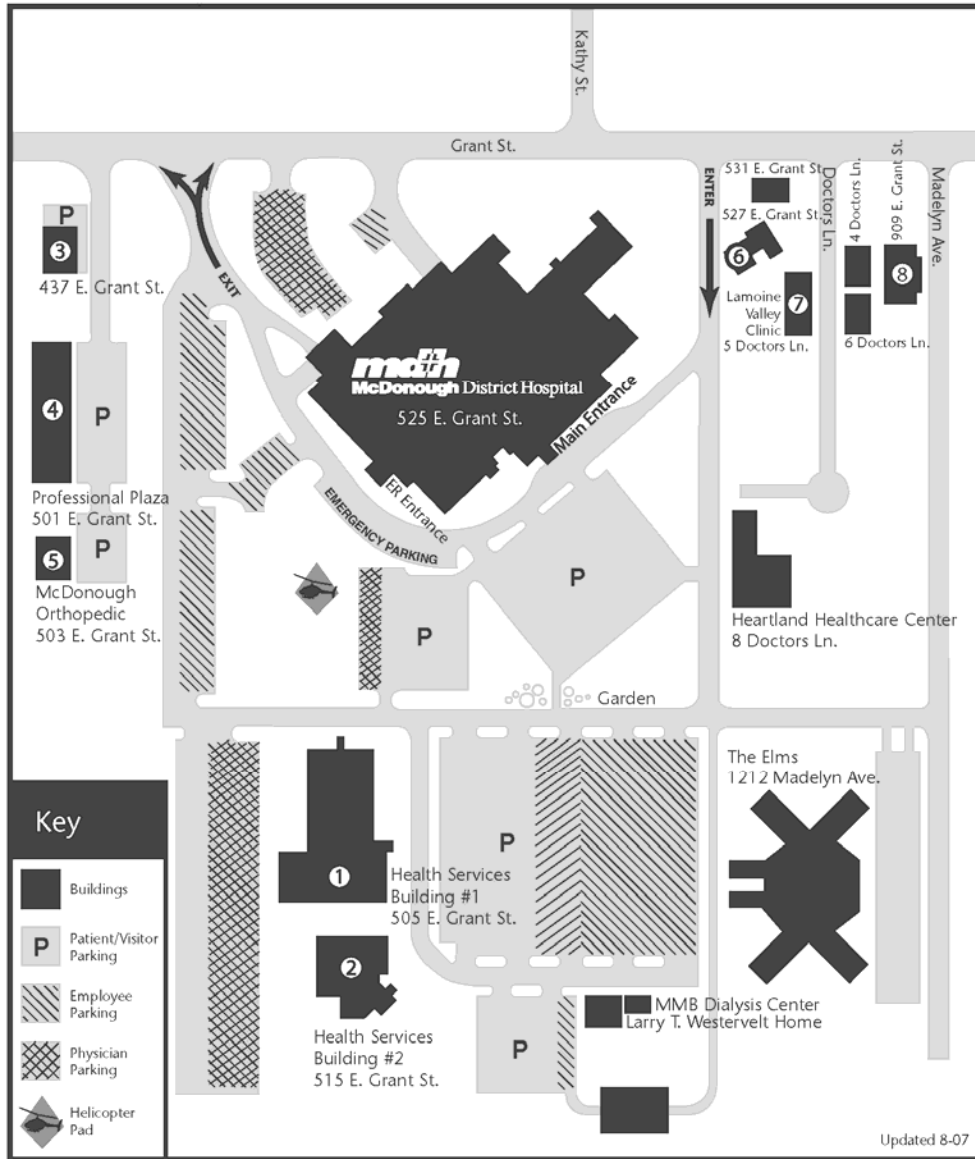 Kathy St.
Grant St.
ENTER
531 E. Grant St.
527 E. Grant St.
6
Doctors Ln.
4 Doctors Ln.
909 E. Grant St.
Madelyn Ave.
P
3
437 E. Grant St.
EXIT
8
7
Lamoine
Valley
Clinic
5 Doctors Ln.
6 Doctors Ln.
mdh
McDonough District Hospital
525 E. Grant St.
Main Entrance
ER Entrance
EMERGENCY PARKING
4
P
Professional Plaza
501 E. Grant St.
5
P
McDonough
Orthopedic
503 E. Grant St.
P
P
Heartland Healthcare Center
8 Doctors Ln.
Garden
The Elms
1212 Madelyn Ave.
P
1
Health Services
Building #1
505 E. Grant St.
2
Health Services
Building #2
515 E. Grant St.
P
MMB Dialysis Center
Larry T. Westervelt Home
Key
Buildings
P
Patient/Visitor
Parking
Employee
Parking
Physician
Parking
Helicopter
Pad
Updated 8-07